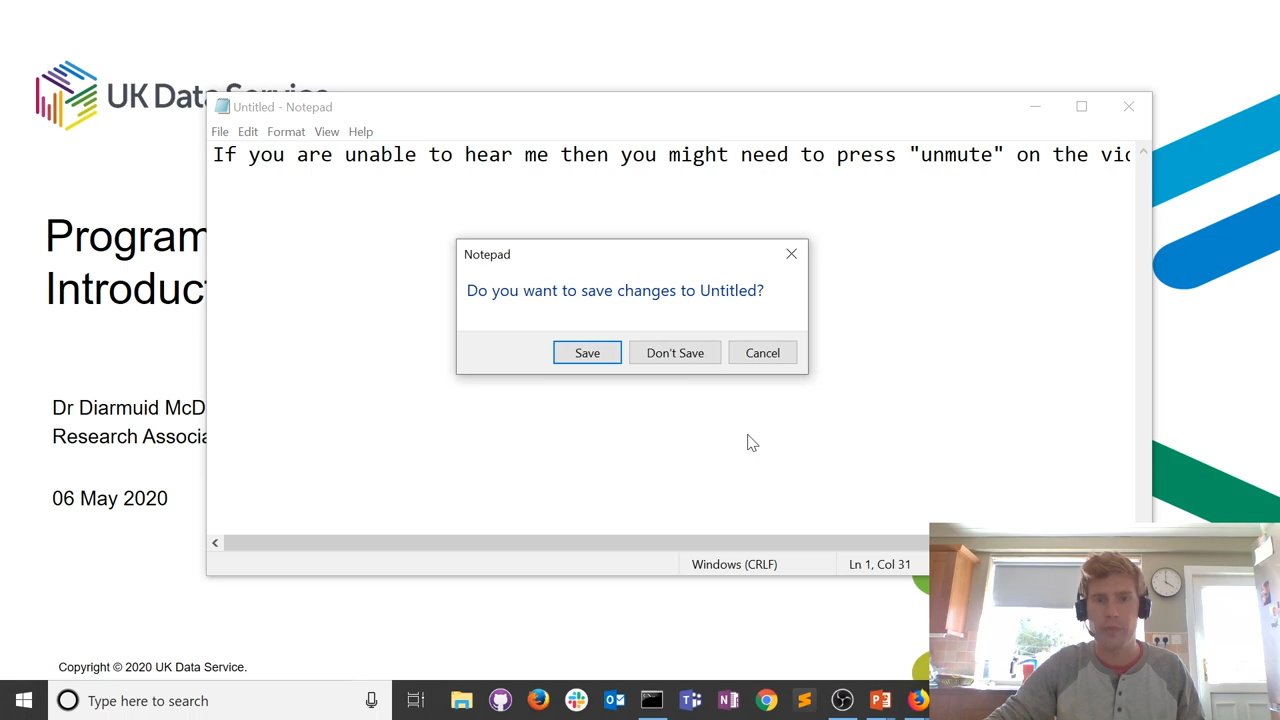 UK Data Service
Untitled - Notepad
File Edit Format View Help
If you are unable to hear me then you might need to press "unmute" on the
Program
Introduc
Notepad
Do you want to save changes to Untitled?
Save Don't Save Cancel
Dr Diarmuid McD
Research Associa
06 May 2020
Windows (CRLF) Ln 1, Col 31
Copyright © 2020 UK Data Service.
Type here to search